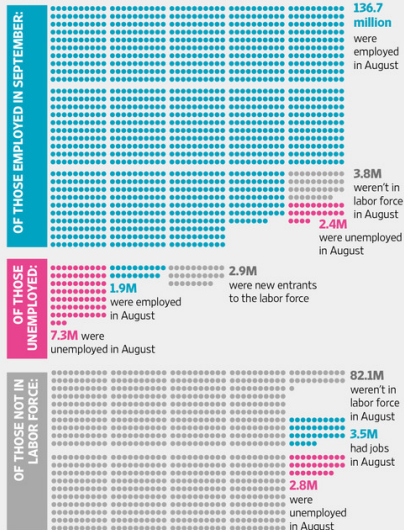 OF THOSE EMPLOYED IN SEPTEMBER:
136.7
million
were
employed
in August
3.8M
weren't in
labor force
in August
2.4M
were unemployed
in August
OF THOSE
UNEMPLOYED:
7.3M were
unemployed in August
1.9M
were employed
in August
2.9M
were new entrants
to the labor force
OF THOSE NOT IN
LABOR FORCE:
82.1M
weren't in
labor force
in August
3.5M
had jobs
in August
2.8M
were
unemployed
in August